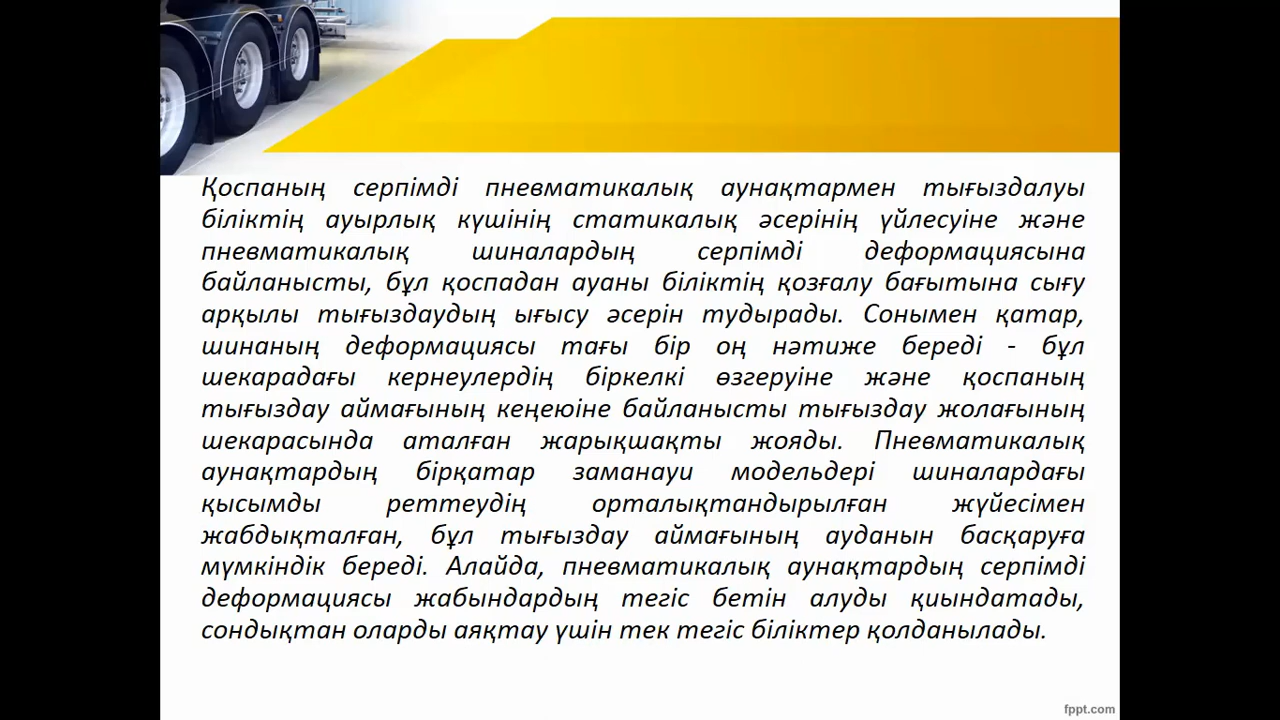 Қоспаның серпімді пневматикалық аунақтармен тығыздалуы
біліктің ауырлық күшінің статикалық әсерінің үйлесуіне және
пневматикалық шиналардың серпімді деформациясына
байланысты, бұл қоспадан ауаны біліктің қозғалу бағытына сығу
арқылы тығыздаудың ығысу әсерін тудырады. Сонымен қатар,
шинаның деформациясы тағы бір оң нәтиже береді - бұл
шекарадағы кернеулердің біркелкі өзгеруіне және қоспаның
тығыздау аймағының кеңеюіне байланысты тығыздау жолағының
шекарасында аталған жарықшақты жояды. Пневматикалық
аунақтардың бірқатар заманауи модельдері шиналардағы
қысымды реттеудің орталықтандырылған жүйесімен
жабдықталған, бұл тығыздау аймағының ауданын басқаруға
мүмкіндік береді. Алайда, пневматикалық аунақтардың серпімді
деформациясы жабындардың тегіс бетін алуды қиындатады,
сондықтан оларды аяқтау үшін тек тегіс біліктер қолданылады.
fppt.com